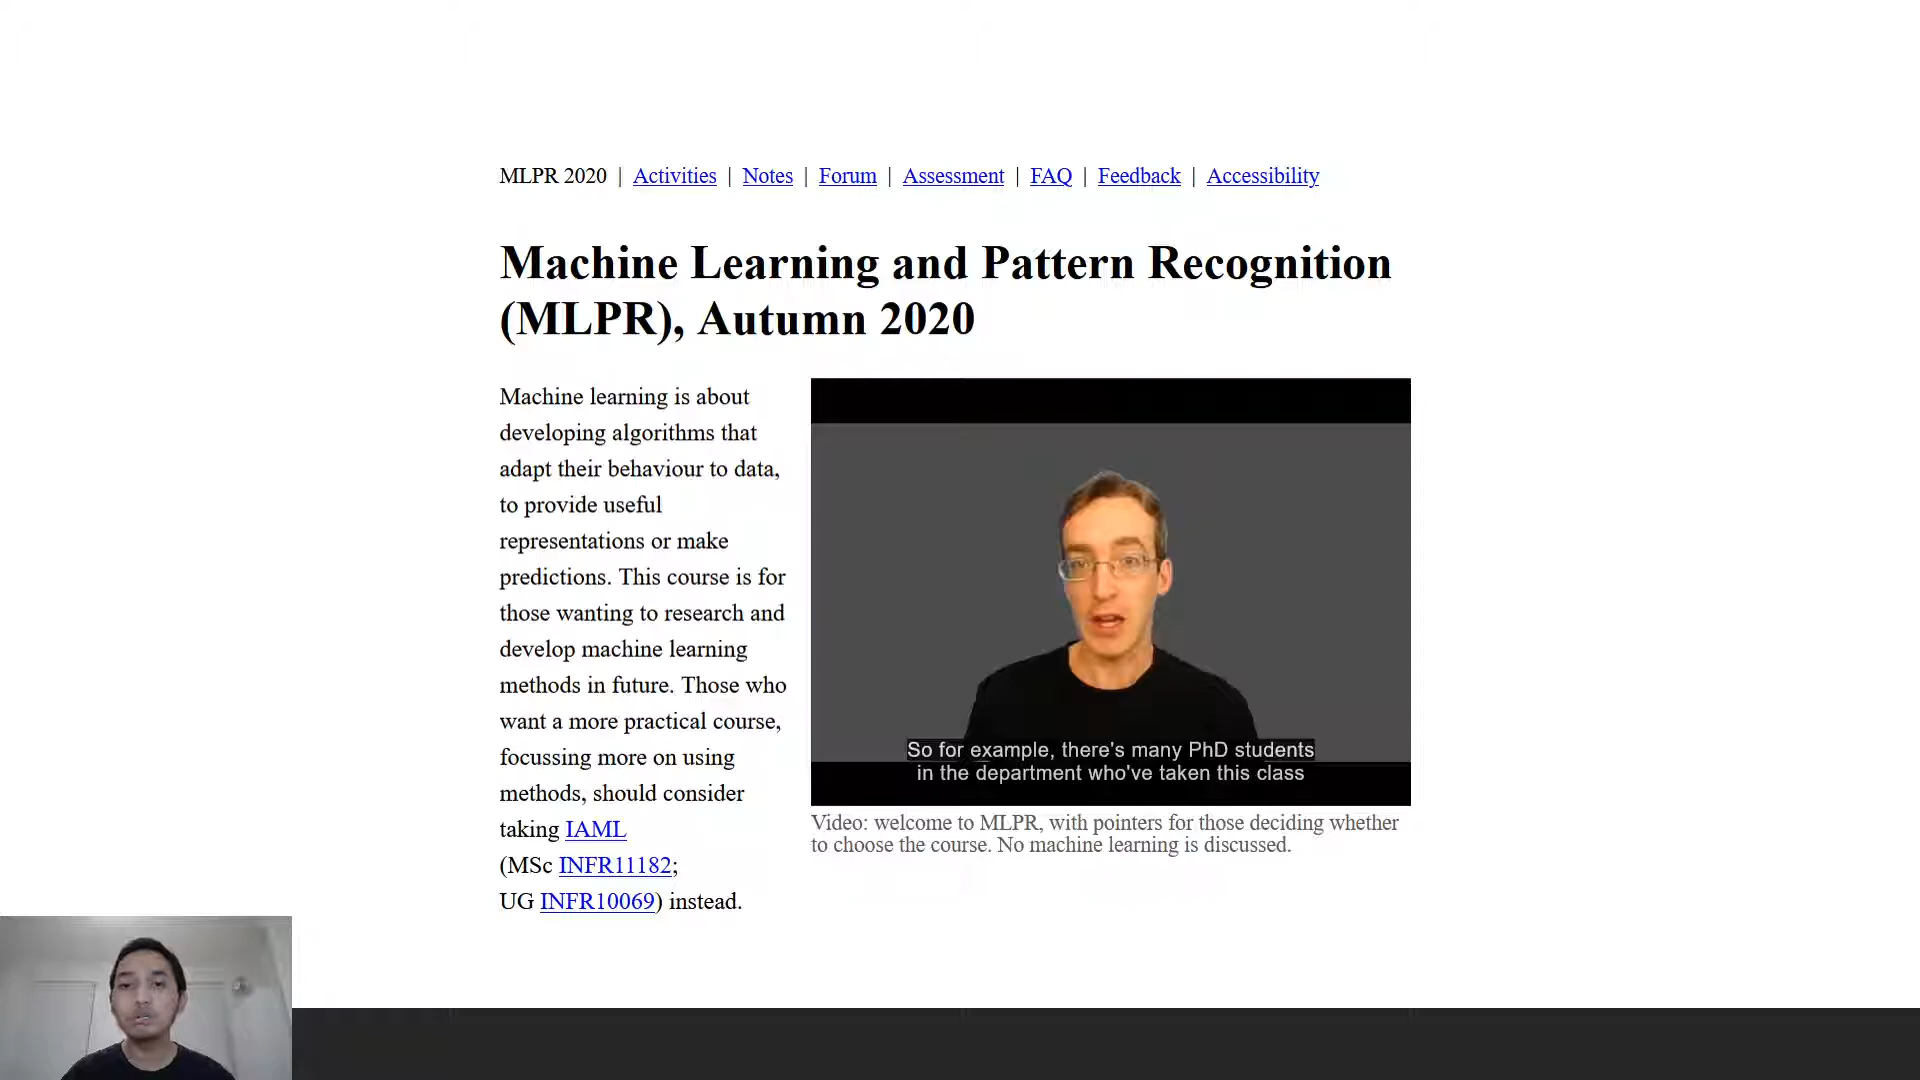 MLPR 2020 | Activities | Notes | Forum | Assessment | FAQ | Feedback | Accessibility
Machine Learning and Pattern Recognition
(MLPR), Autumn 2020
Machine learning is about
developing algorithms that
adapt their behaviour to data,
to provide useful
representations or make
predictions. This course is for
those wanting to research and
develop machine learning
methods in future. Those who
want a more practical course,
focussing more on using
methods, should consider
taking IAML
(MSc INFR11182;
UG INFR10069) instead.
So for example, there's many PhD students
in the department who've taken this class
Video: welcome to MLPR, with pointers for those deciding whether
to choose the course. No machine learning is discussed.